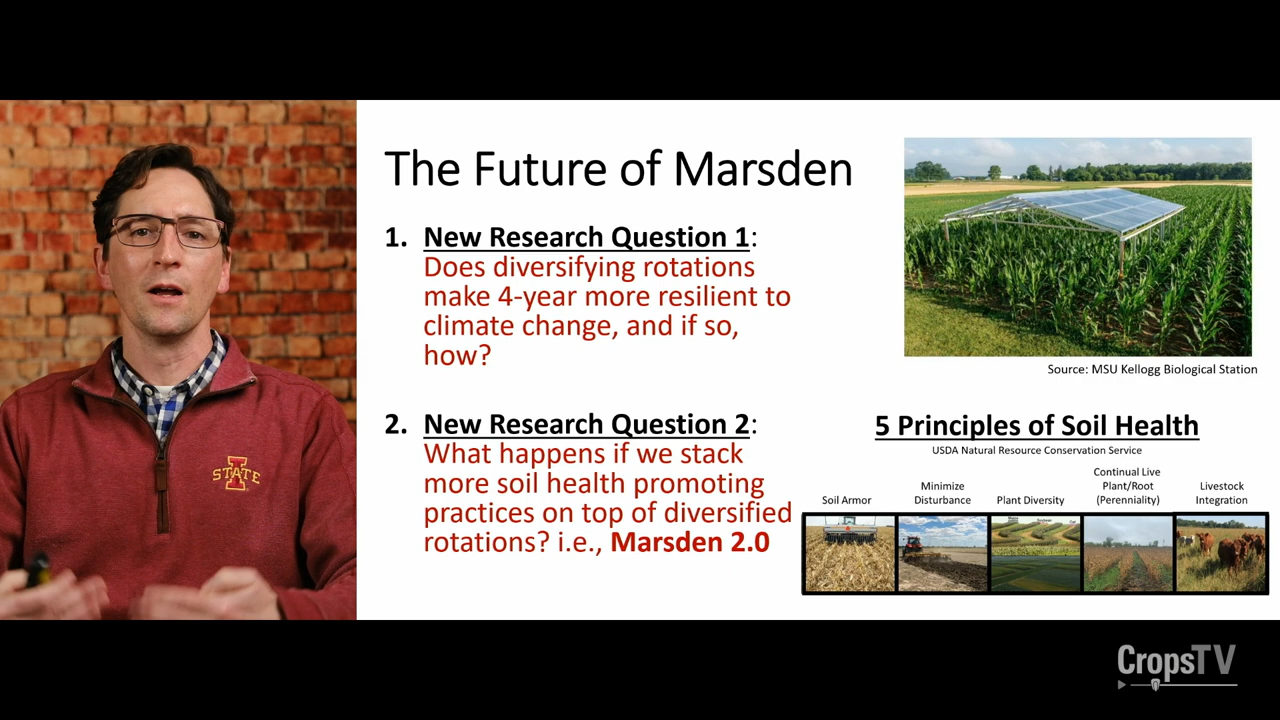 The Future of Marsden
1. New Research Question 1:
Does diversifying rotations
make 4-year more resilient to
climate change, and if so,
how?
2. New Research Question 2:
What happens if we stack
more soil health promoting
practices on top of diversified
rotations? i.e., Marsden 2.0
Source: MSU Kellogg Biological Station
5 Principles of Soil Health
USDA Natural Resource Conservation Service
Soil Armor
Minimize
Disturbance
Plant Diversity
Continual Live
Plant/Root
(Perenniality)
Livestock
Integration
STATE
CropsTV